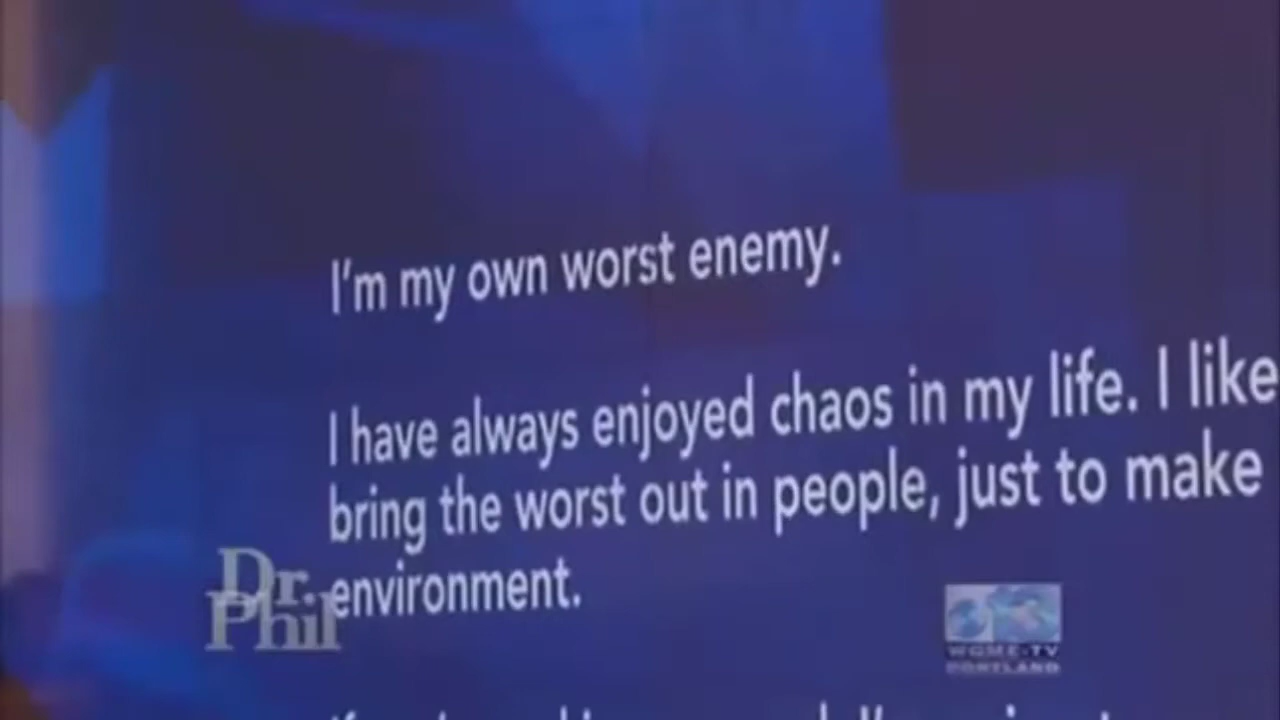 I'm my own worst enemy.
I have always enjoyed chaos in my life. I like
bring the worst out in people, just to make
environment.
Dr.
Phil
WGME-TV
PORTLAND